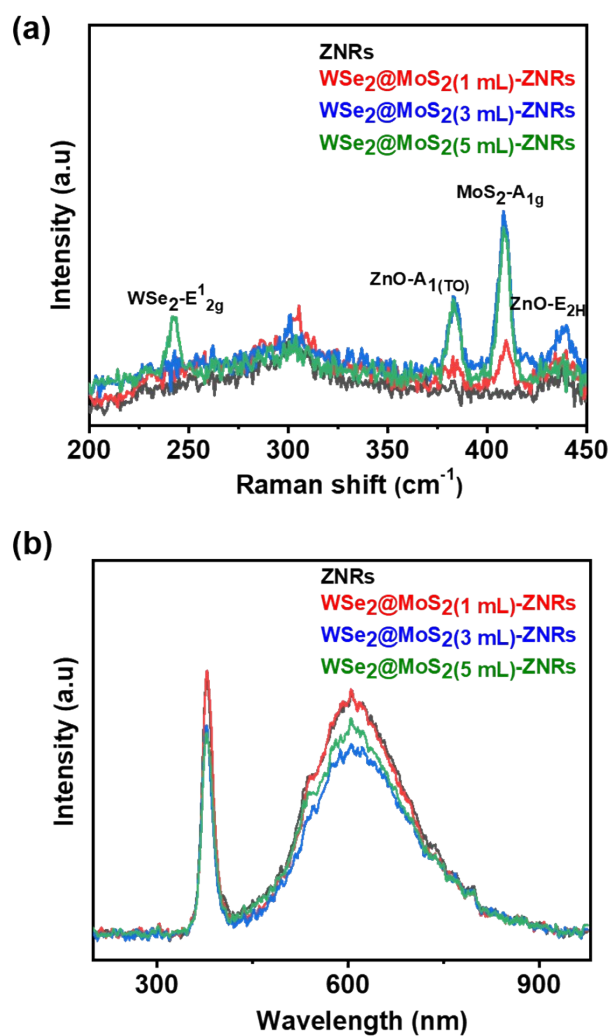 (a)
ZNRs
WSe2@MoS2(1 mL)-ZNRs
WSe2@MoS2(3 mL)-ZNRs
WSe2@MoS2(5 mL)-ZNRs
MoS2-A1g
ZnO-A1(TO)
WSe2-E¹2g
ZnO-E2H
Intensity (a.u)
200 250 300 350 400 450
Raman shift (cm⁻¹)
(b)
ZNRs
WSe2@MoS2(1 mL)-ZNRs
WSe2@MoS2(3 mL)-ZNRs
WSe2@MoS2(5 mL)-ZNRs
Intensity (a.u)
300 600 900
Wavelength (nm)